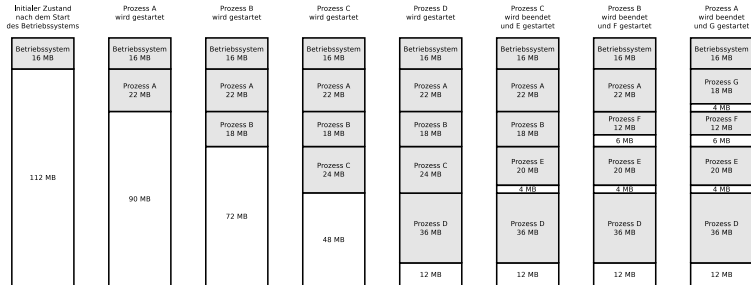 Initialer Zustand
nach dem Start
des Betriebssystems
Prozess A
wird gestartet
Prozess B
wird gestartet
Prozess C
wird gestartet
Prozess D
wird gestartet
Prozess C
wird beendet
und E gestartet
Prozess B
wird beendet
und F gestartet
Prozess A
wird beendet
und G gestartet
Betriebssystem
16 MB
112 MB
Betriebssystem
16 MB
Prozess A
22 MB
90 MB
Betriebssystem
16 MB
Prozess A
22 MB
Prozess B
18 MB
72 MB
Betriebssystem
16 MB
Prozess A
22 MB
Prozess B
18 MB
Prozess C
24 MB
48 MB
Betriebssystem
16 MB
Prozess A
22 MB
Prozess B
18 MB
Prozess C
24 MB
Prozess D
36 MB
12 MB
Betriebssystem
16 MB
Prozess A
22 MB
Prozess B
18 MB
Prozess E
20 MB
4 MB
Prozess D
36 MB
12 MB
Betriebssystem
16 MB
Prozess A
22 MB
Prozess F
12 MB
6 MB
Prozess E
20 MB
4 MB
Prozess D
36 MB
12 MB
Betriebssystem
16 MB
Prozess G
18 MB
4 MB
Prozess F
12 MB
6 MB
Prozess E
20 MB
4 MB
Prozess D
36 MB
12 MB